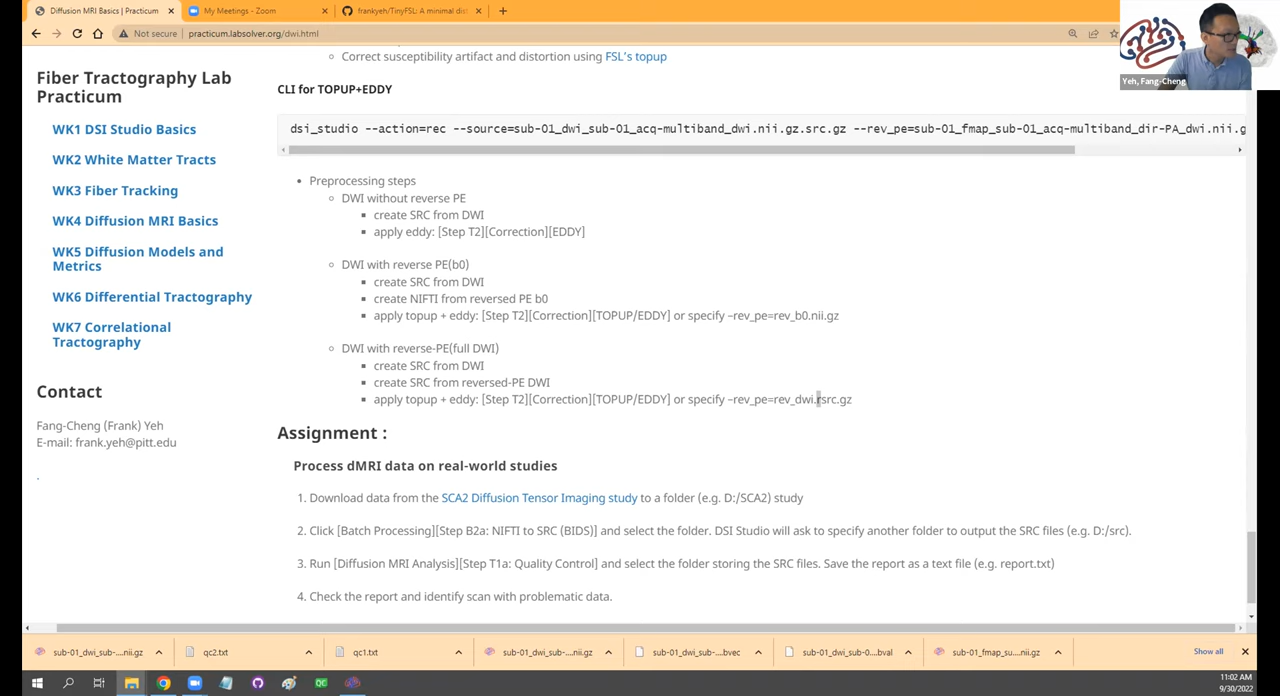 Diffusion MRI Basics | Practicum
My Meetings - Zoom
frankyeh/TinyFSL: A minimal dist
Not secure
practicum.labsolver.org/dwi.html
Yeh, Fang-Cheng
Fiber Tractography Lab
Practicum
WK1 DSI Studio Basics
WK2 White Matter Tracts
WK3 Fiber Tracking
WK4 Diffusion MRI Basics
WK5 Diffusion Models and
Metrics
WK6 Differential Tractography
WK7 Correlational
Tractography
Contact
Fang-Cheng (Frank) Yeh
E-mail: frank.yeh@pitt.edu
.
Correct susceptibility artifact and distortion using FSL's topup
CLI for TOPUP+EDDY
dsi_studio --action=rec --source=sub-01_dwi_sub-01_acq-multiband_dwi.nii.gz.src.gz --rev_pe=sub-01_fmap_sub-01_acq-multiband_dir-PA_dwi.nii.g
Preprocessing steps
DWI without reverse PE
create SRC from DWI
apply eddy: [Step T2][Correction][EDDY]
DWI with reverse PE(b0)
create SRC from DWI
create NIFTI from reversed PE b0
apply topup + eddy: [Step T2][Correction][TOPUP/EDDY] or specify –rev_pe=rev_b0.nii.gz
DWI with reverse-PE(full DWI)
create SRC from DWI
create SRC from reversed-PE DWI
apply topup + eddy: [Step T2][Correction][TOPUP/EDDY] or specify –rev_pe=rev_dwi.rsrc.gz
Assignment :
Process dMRI data on real-world studies
1. Download data from the SCA2 Diffusion Tensor Imaging study to a folder (e.g. D:/SCA2) study
2. Click [Batch Processing][Step B2a: NIFTI to SRC (BIDS)] and select the folder. DSI Studio will ask to specify another folder to output the SRC files (e.g. D:/src).
3. Run [Diffusion MRI Analysis][Step T1a: Quality Control] and select the folder storing the SRC files. Save the report as a text file (e.g. report.txt)
4. Check the report and identify scan with problematic data.
sub-01_dwi_sub-....nii.gz
qc2.txt
qc1.txt
sub-01_dwi_sub-....nii.gz
sub-01_dwi_sub-....bvec
sub-01_dwi_sub-0....bval
sub-01_fmap_su....nii.gz
Show all
QC
11:02 AM
9/30/2022